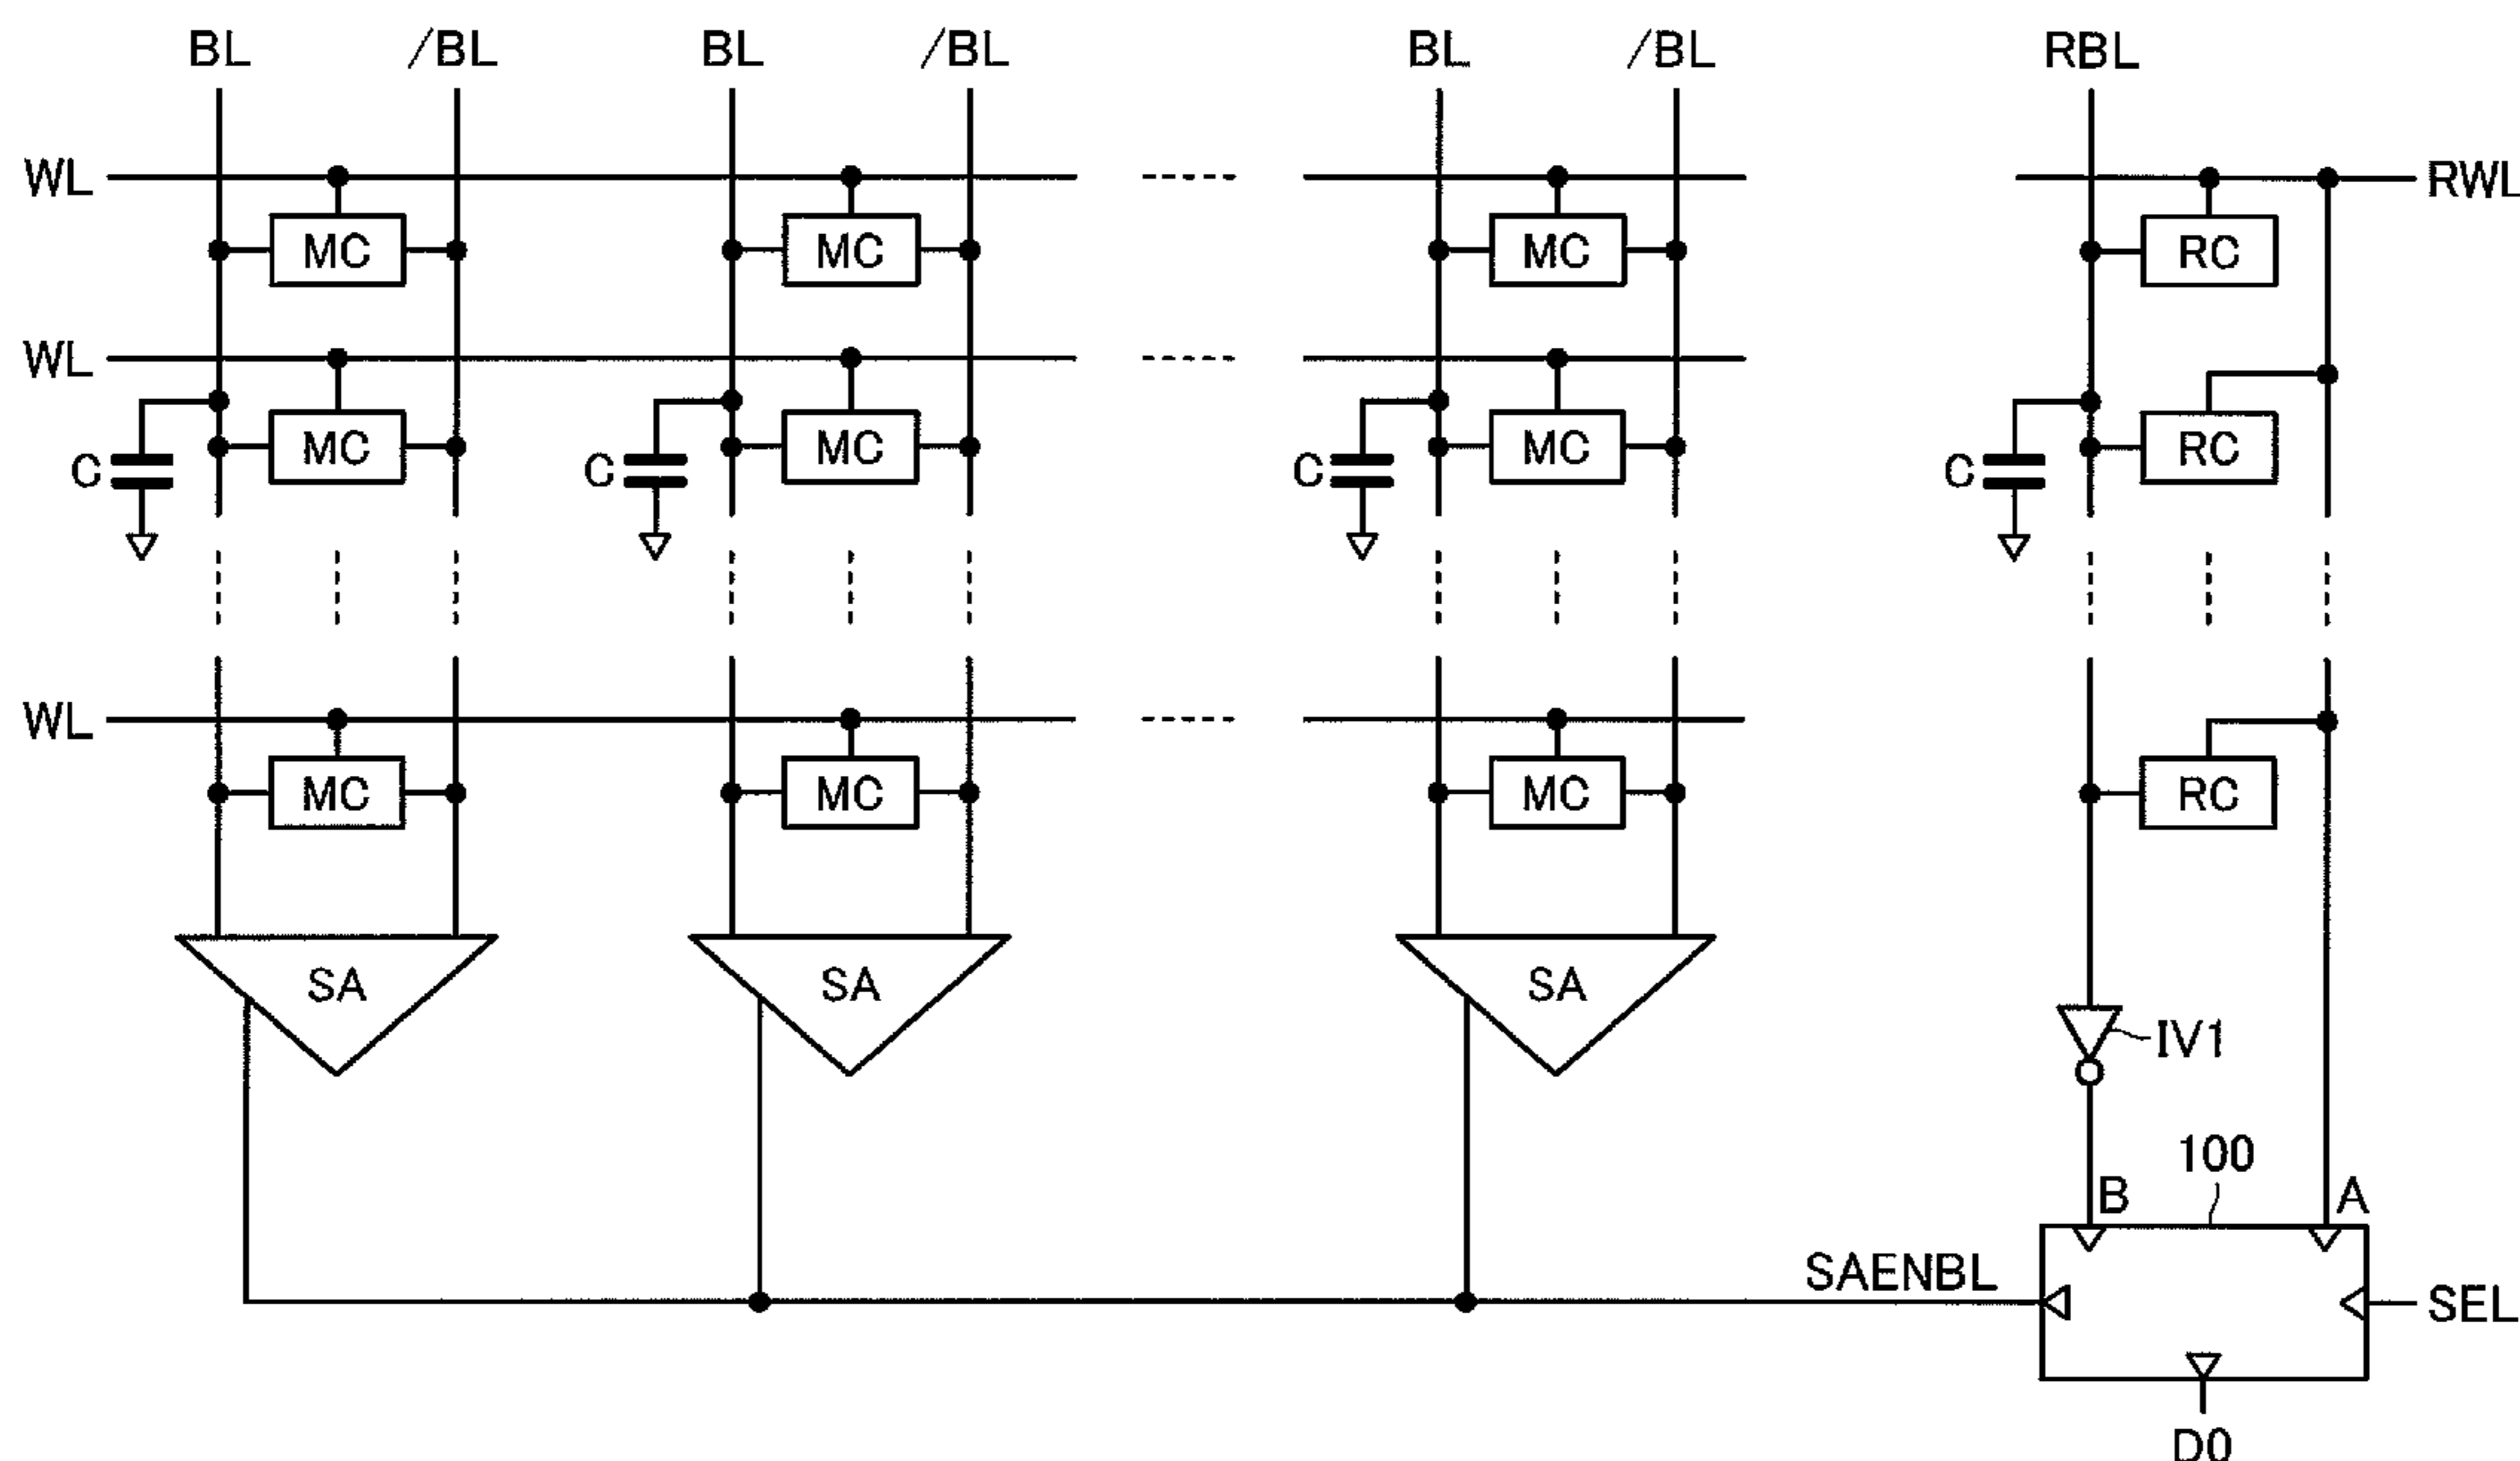 BL /BL BL /BL BL /BL RBL
WL RWL
MC MC MC RC
WL
MC MC MC RC
C C C C
WL
MC MC MC RC
SA SA SA
IV1
100
B A
SAENBL SEL
D0